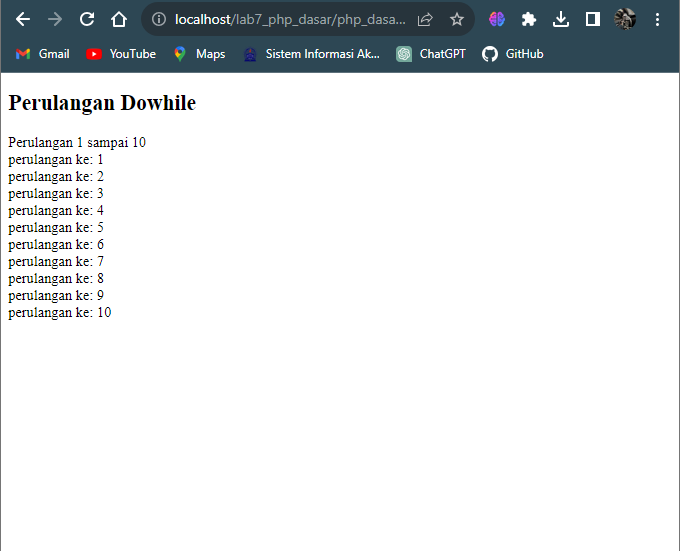 localhost/lab7_php_dasar/php_dasa...
Gmail YouTube Maps Sistem Informasi Ak... ChatGPT GitHub
Perulangan Dowhile
Perulangan 1 sampai 10
perulangan ke: 1
perulangan ke: 2
perulangan ke: 3
perulangan ke: 4
perulangan ke: 5
perulangan ke: 6
perulangan ke: 7
perulangan ke: 8
perulangan ke: 9
perulangan ke: 10